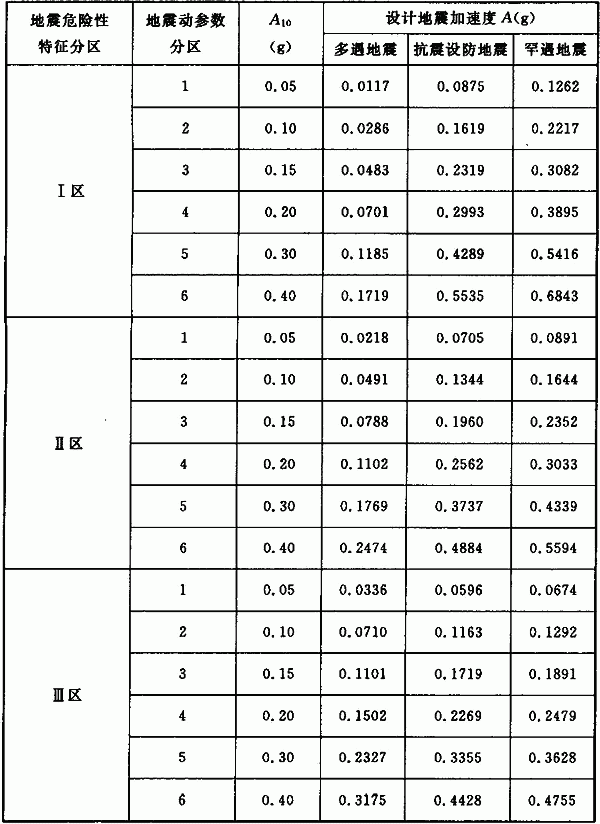 地震危险性 地震动参数 A10 设计地震加速度 A(g)
特征分区 分区 (g) 多遇地震 抗震设防地震 罕遇地震
Ⅰ区
1 0.05 0.0117 0.0875 0.1262
2 0.10 0.0286 0.1619 0.2217
3 0.15 0.0483 0.2319 0.3082
4 0.20 0.0701 0.2993 0.3895
5 0.30 0.1185 0.4289 0.5416
6 0.40 0.1719 0.5535 0.6843
Ⅱ区
1 0.05 0.0218 0.0705 0.0891
2 0.10 0.0491 0.1344 0.1644
3 0.15 0.0788 0.1960 0.2352
4 0.20 0.1102 0.2562 0.3033
5 0.30 0.1769 0.3737 0.4339
6 0.40 0.2474 0.4884 0.5594
Ⅲ区
1 0.05 0.0336 0.0596 0.0674
2 0.10 0.0710 0.1163 0.1292
3 0.15 0.1101 0.1719 0.1891
4 0.20 0.1502 0.2269 0.2479
5 0.30 0.2327 0.3355 0.3628
6 0.40 0.3175 0.4428 0.4755